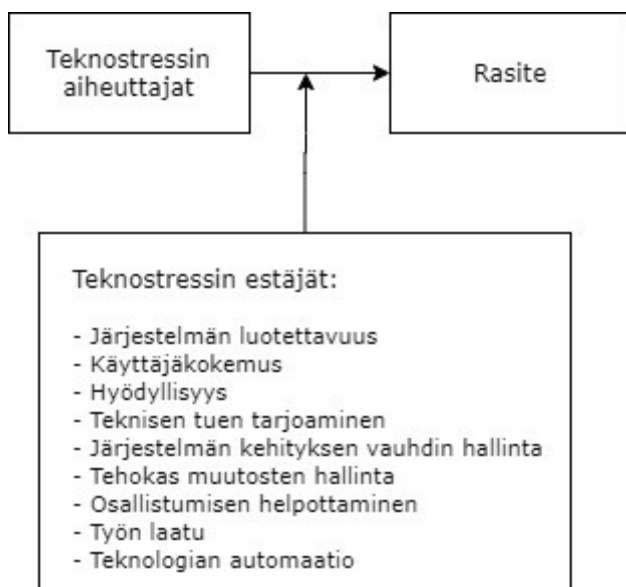 Teknostressin
aiheuttajat
Rasite
Teknostressin estäjät:
- Järjestelmän luotettavuus
- Käyttäjäkokemus
- Hyödyllisyys
- Teknisen tuen tarjoaminen
- Järjestelmän kehityksen vauhdin hallinta
- Tehokas muutosten hallinta
- Osallistumisen helpottaminen
- Työn laatu
- Teknologian automaatio